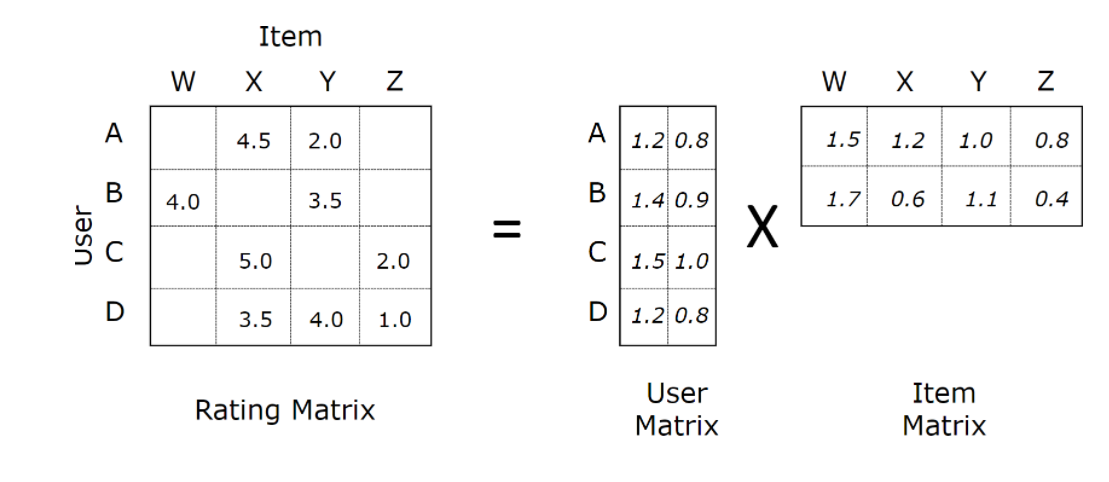 Item
W X Y Z
A 4.5 2.0
B 4.0 3.5
C 5.0 2.0
D 3.5 4.0 1.0
User
Rating Matrix
=
A 1.2 0.8
B 1.4 0.9
C 1.5 1.0
D 1.2 0.8
User
Matrix
X
W X Y Z
1.5 1.2 1.0 0.8
1.7 0.6 1.1 0.4
Item
Matrix